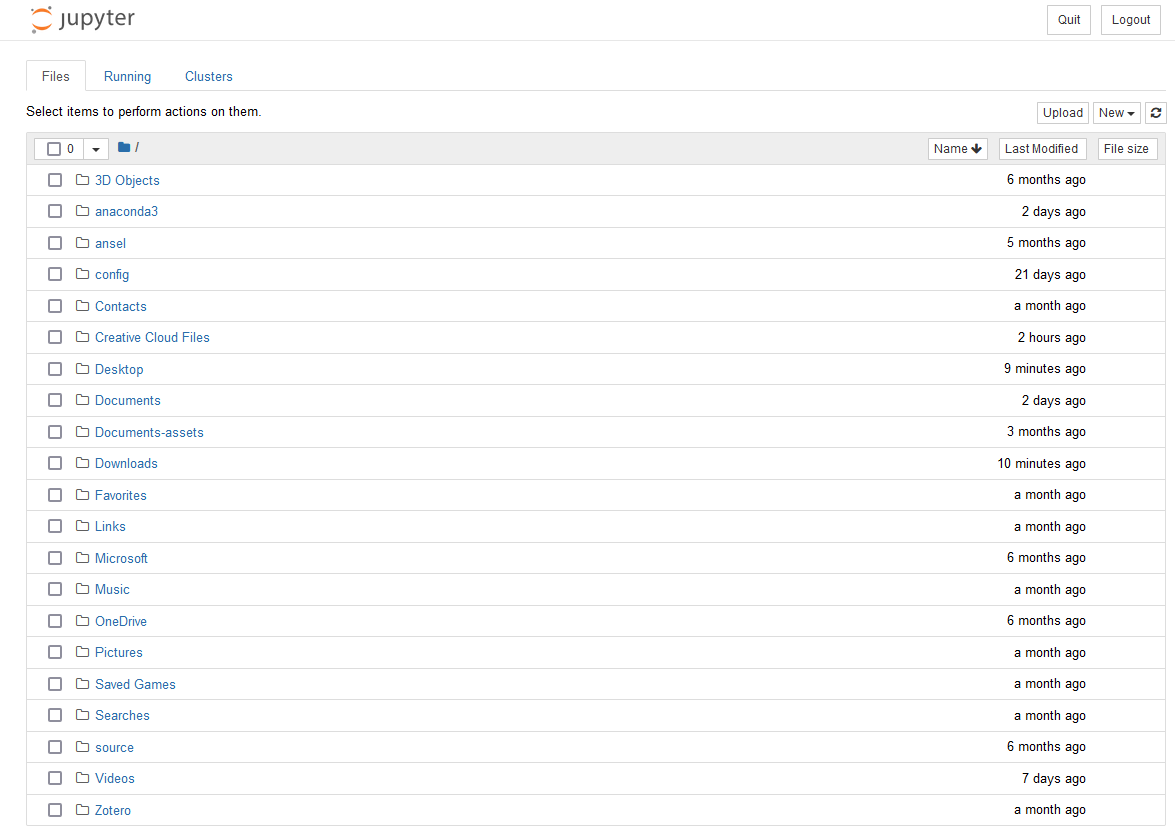 jupyter Quit Logout
Files Running Clusters
Select items to perform actions on them. Upload New
0 / Name Last Modified File size
3D Objects 6 months ago
anaconda3 2 days ago
ansel 5 months ago
config 21 days ago
Contacts a month ago
Creative Cloud Files 2 hours ago
Desktop 9 minutes ago
Documents 2 days ago
Documents-assets 3 months ago
Downloads 10 minutes ago
Favorites a month ago
Links a month ago
Microsoft 6 months ago
Music a month ago
OneDrive 6 months ago
Pictures a month ago
Saved Games a month ago
Searches a month ago
source 6 months ago
Videos 7 days ago
Zotero a month ago